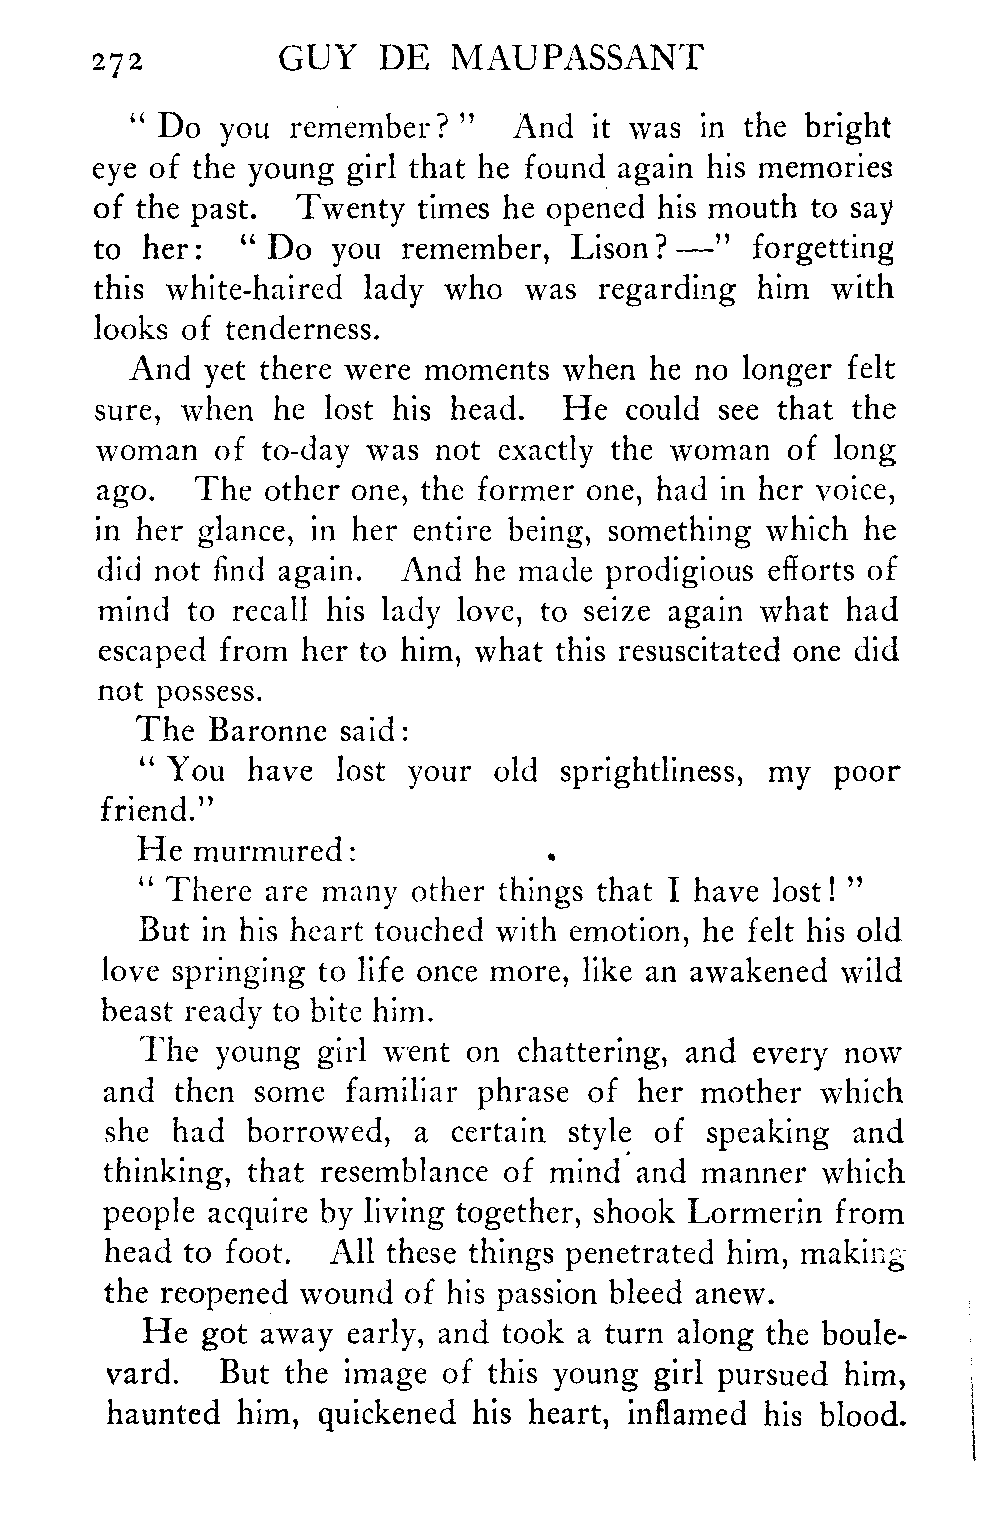 272 GUY DE MAUPASSANT
“ Do you remember? ” And it was in the bright
eye of the young girl that he found again his memories
of the past. Twenty times he opened his mouth to say
to her: “ Do you remember, Lison? —” forgetting
this white-haired lady who was regarding him with
looks of tenderness.
And yet there were moments when he no longer felt
sure, when he lost his head. He could see that the
woman of to-day was not exactly the woman of long
ago. The other one, the former one, had in her voice,
in her glance, in her entire being, something which he
did not find again. And he made prodigious efforts of
mind to recall his lady love, to seize again what had
escaped from her to him, what this resuscitated one did
not possess.
The Baronne said:
“ You have lost your old sprightliness, my poor
friend.”
He murmured:
“ There are many other things that I have lost! ”
But in his heart touched with emotion, he felt his old
love springing to life once more, like an awakened wild
beast ready to bite him.
The young girl went on chattering, and every now
and then some familiar phrase of her mother which
she had borrowed, a certain style of speaking and
thinking, that resemblance of mind and manner which
people acquire by living together, shook Lormerin from
head to foot. All these things penetrated him, making
the reopened wound of his passion bleed anew.
He got away early, and took a turn along the boule-
vard. But the image of this young girl pursued him,
haunted him, quickened his heart, inflamed his blood.